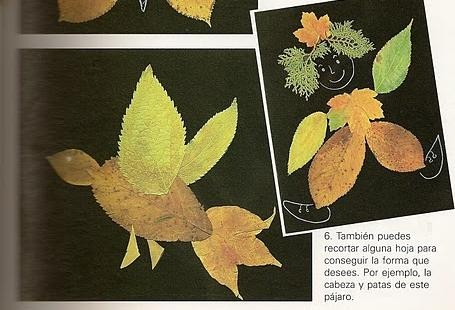 6. También puedes
recortar alguna hoja para
conseguir la forma que
desees. Por ejemplo, la
cabeza y patas de este
pájaro.